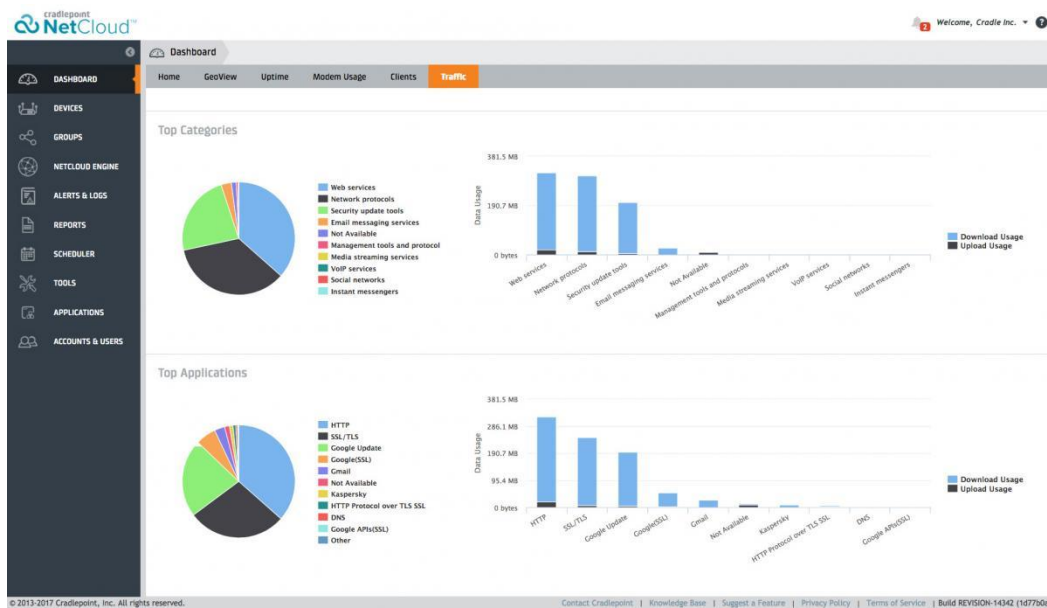 cradlepoint
NetCloud™
2
Welcome, Cradle Inc.
?
Dashboard
Home GeoView Uptime Modem Usage Clients Traffic
DASHBOARD
DEVICES
GROUPS
NETCLOUD ENGINE
ALERTS & LOGS
REPORTS
SCHEDULER
TOOLS
APPLICATIONS
ACCOUNTS & USERS
Top Categories
Web services
Network protocols
Security update tools
Email messaging services
Not Available
Management tools and protocol
Media streaming services
VoIP services
Social networks
Instant messengers
Data Usage
381.5 MB
190.7 MB
0 bytes
Web services
Network protocols
Security update tools
Email messaging services
Not Available
Management tools and protocols
Media streaming services
VoIP services
Social networks
Instant messengers
Download Usage
Upload Usage
Top Applications
HTTP
SSL/TLS
Google Update
Google(SSL)
Gmail
Not Available
Kaspersky
HTTP Protocol over TLS SSL
DNS
Google APIs(SSL)
Other
Data Usage
381.5 MB
286.1 MB
190.7 MB
95.4 MB
0 bytes
HTTP
SSL/TLS
Google Update
Google(SSL)
Gmail
Not Available
Kaspersky
HTTP Protocol over TLS SSL
DNS
Google APIs(SSL)
Download Usage
Upload Usage
© 2013-2017 Cradlepoint, Inc. All rights reserved.
Contact Cradlepoint | Knowledge Base | Suggest a Feature | Privacy Policy | Terms of Service | Build REVISION-14342